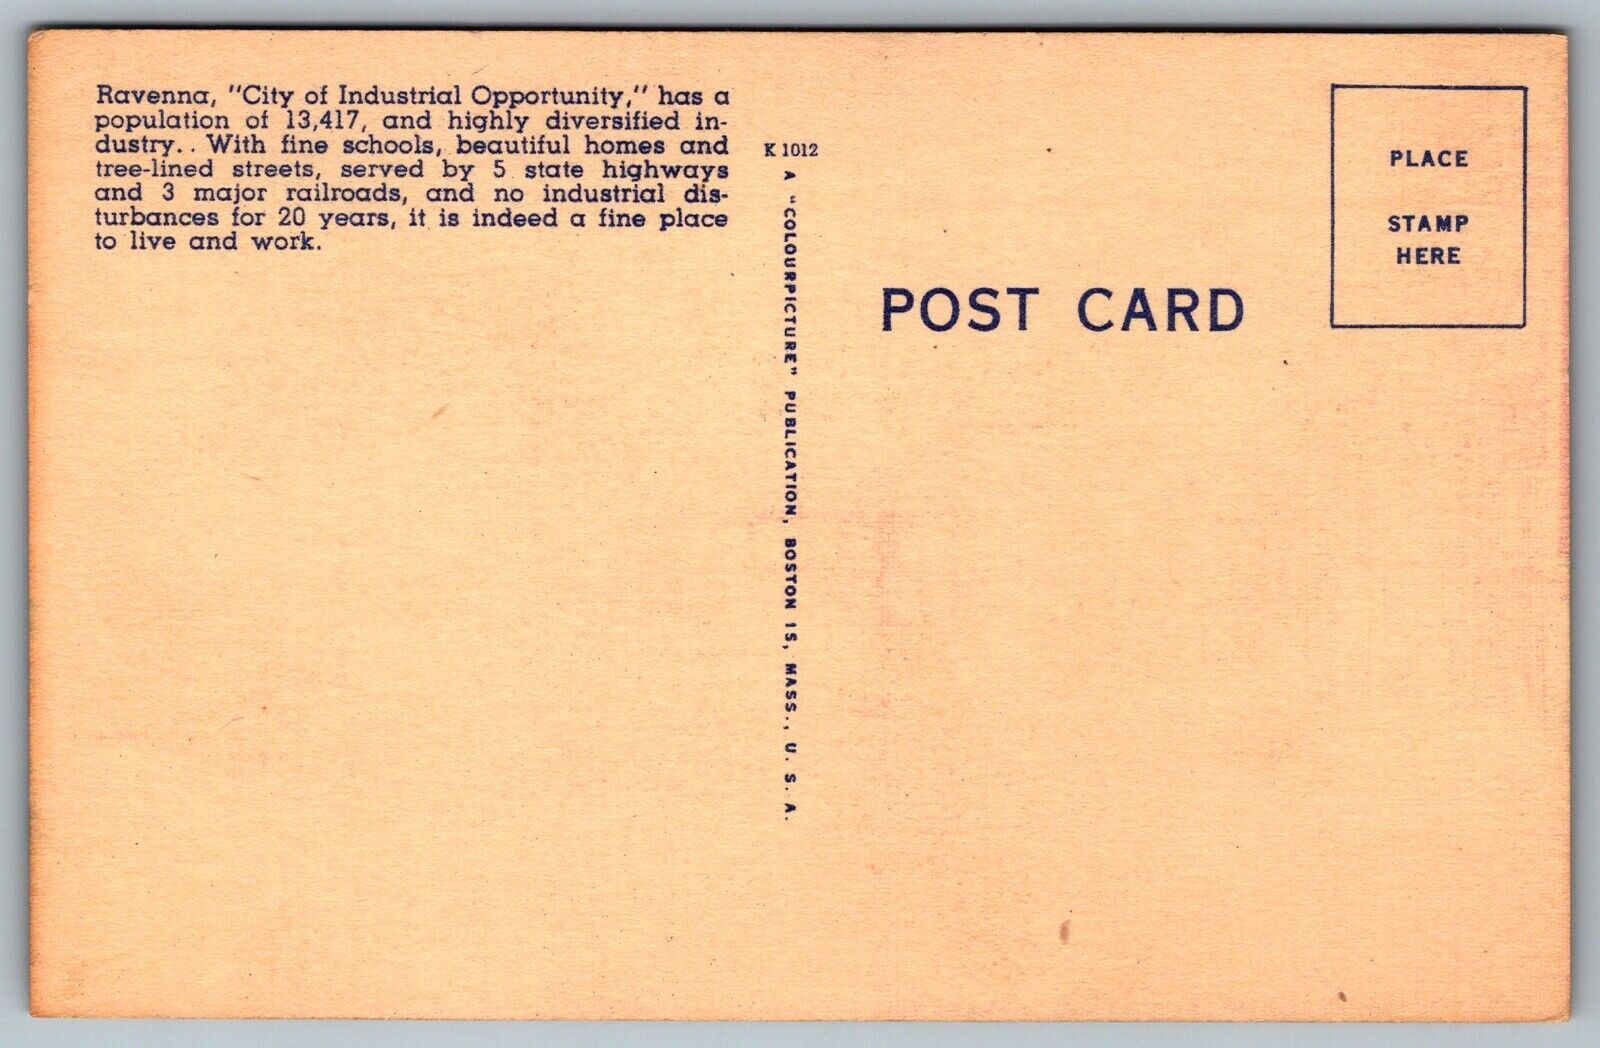 Ravenna, "City of Industrial Opportunity," has a
population of 13,417, and highly diversified in-
dustry.. With fine schools, beautiful homes and
tree-lined streets, served by 5 state highways
and 3 major railroads, and no industrial dis-
turbances for 20 years, it is indeed a fine place
to live and work.
K 1012
A "COLOURPICTURE" PUBLICATION, BOSTON 15, MASS., U. S. A.
POST CARD
PLACE
STAMP
HERE